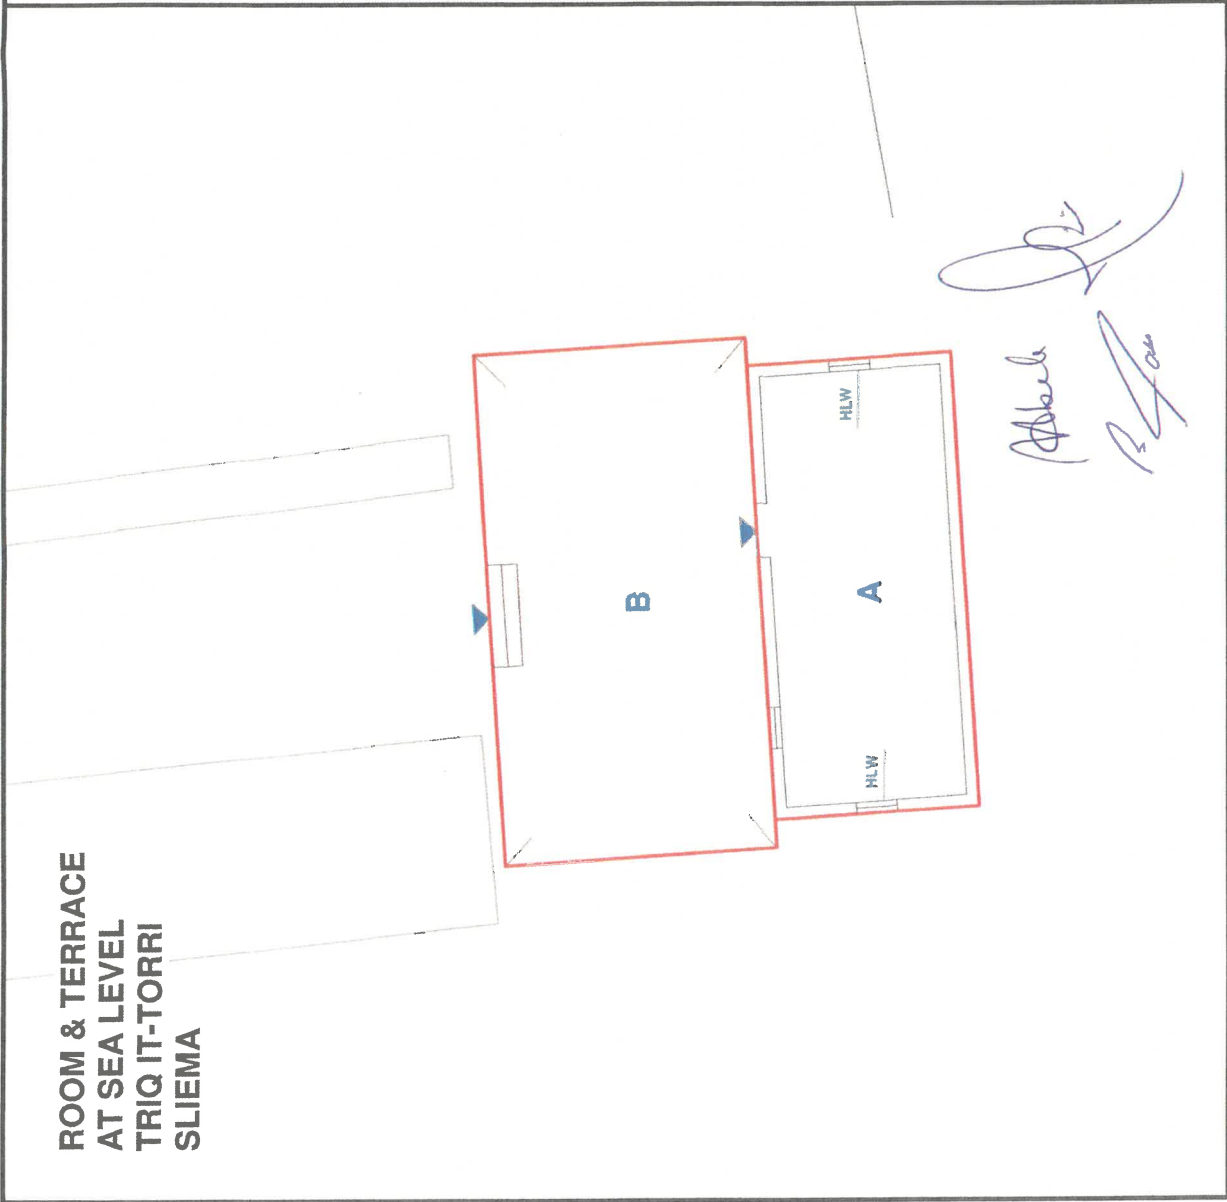 ROOM & TERRACE
AT SEA LEVEL
TRIQ IT-TORRI
SLIEMA
B
A
HLW
HLW